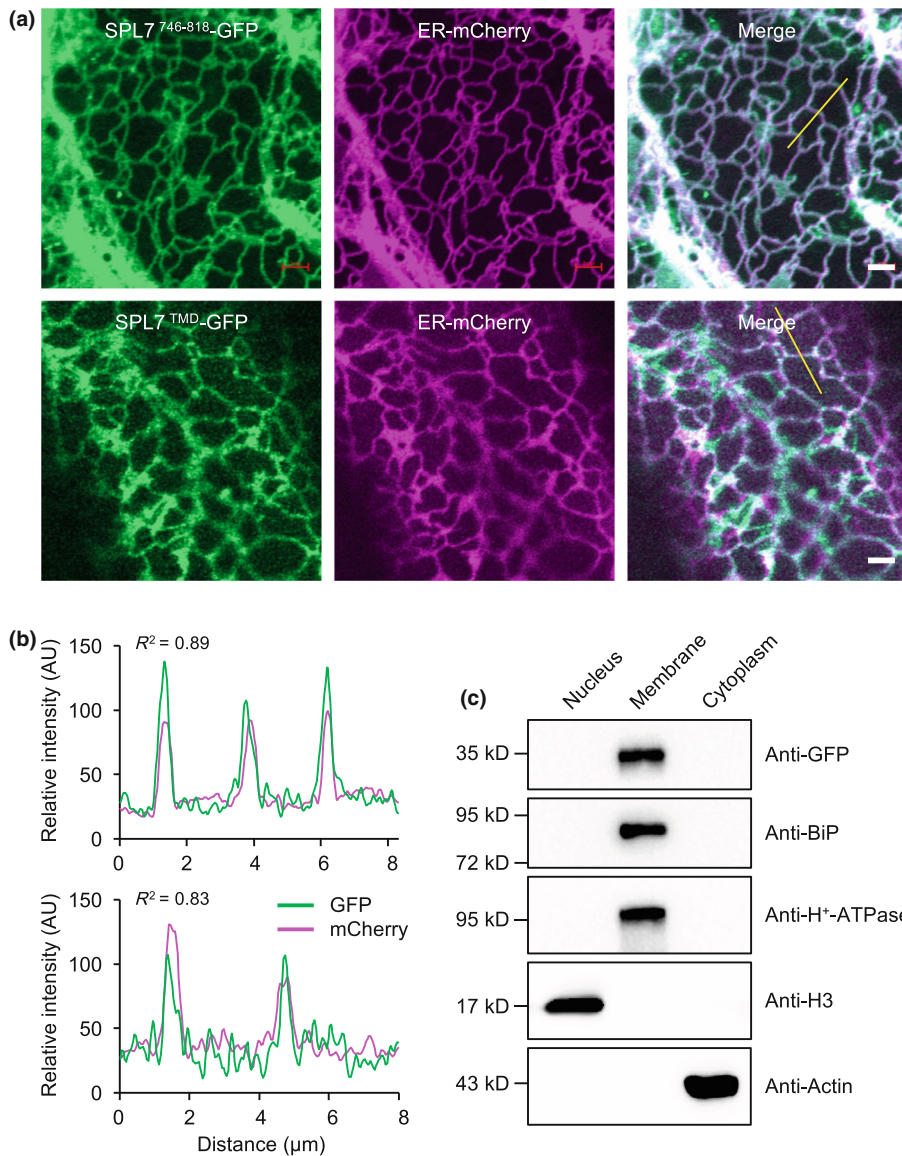 (a)
SPL7 746-818-GFP ER-mCherry Merge
SPL7 TMD-GFP ER-mCherry Merge
(b)
Relative intensity (AU)
150
100
50
0
R² = 0.89
0 2 4 6 8
Relative intensity (AU)
150
100
50
0
R² = 0.83
GFP
mCherry
0 2 4 6 8
Distance (µm)
(c)
Nucleus Membrane Cytoplasm
35 kD Anti-GFP
95 kD
72 kD
Anti-BiP
95 kD Anti-H⁺-ATPase
17 kD Anti-H3
43 kD Anti-Actin